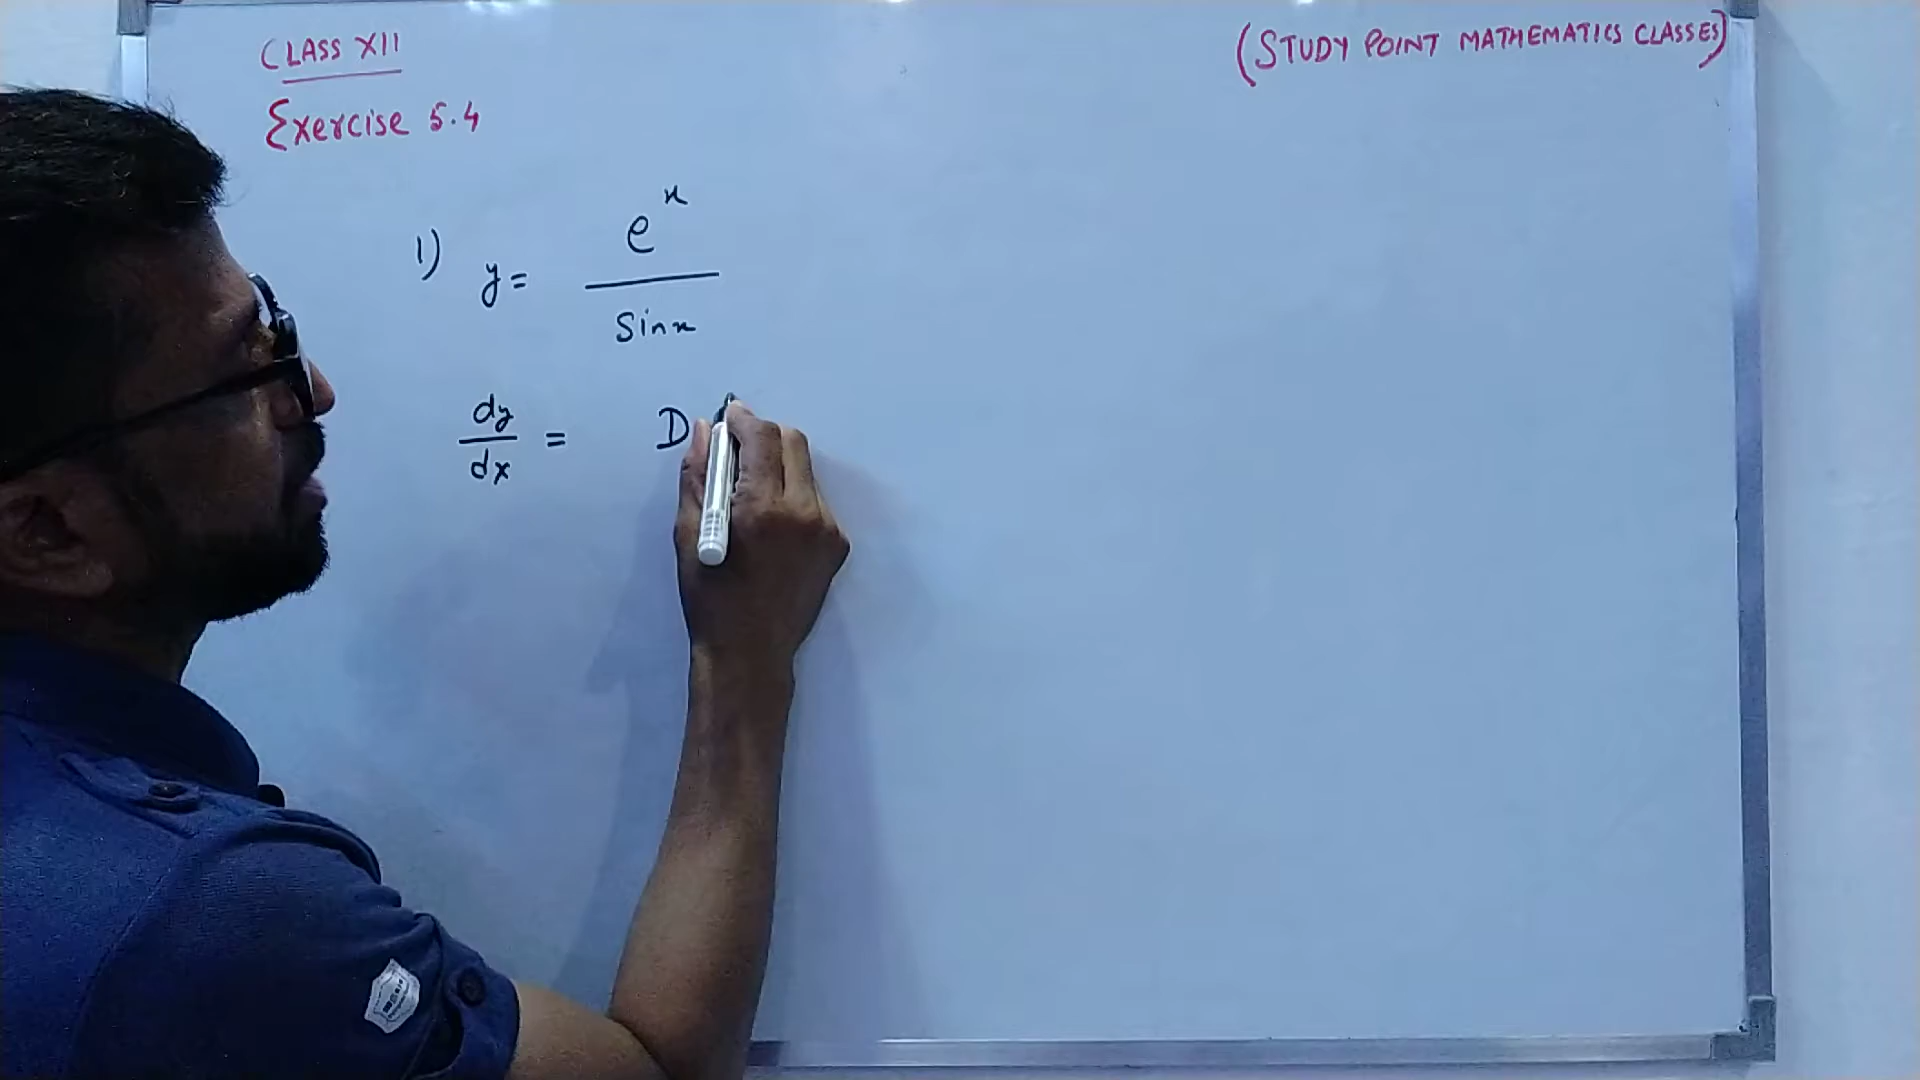 CLASS XII
(STUDY POINT MATHEMATICS CLASSES)
Exercise 5.4
1) y = e^x / sinx
dy/dx = D